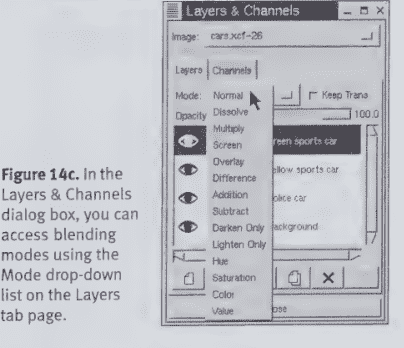 Layers & Channels
Image: cars.xcf-26
Layers Channels
Mode: Normal Keep Trans
Opacity Dissolve 100.0
Multiply
Screen reen sports car
Overlay
Difference ellow sports car
Addition
Subtract olice car
Darken Only
Lighten Only ackground
Hue
Saturation
Color
Value ose
Figure 14c. In the
Layers & Channels
dialog box, you can
access blending
modes using the
Mode drop-down
list on the Layers
tab page.